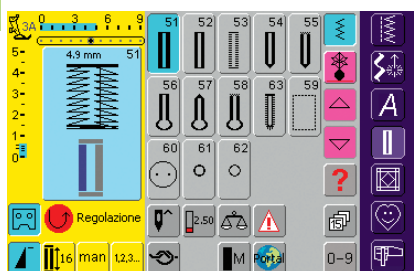 3A 0 3 6 9
4.9 mm 51
5-
4-
3-
2-
1-
0
51 52 53 54 55
56 57 58 63 59
60 61 62
A
?
Regolazione
2.50
16 man 1,2,3...
M Portal 0-9